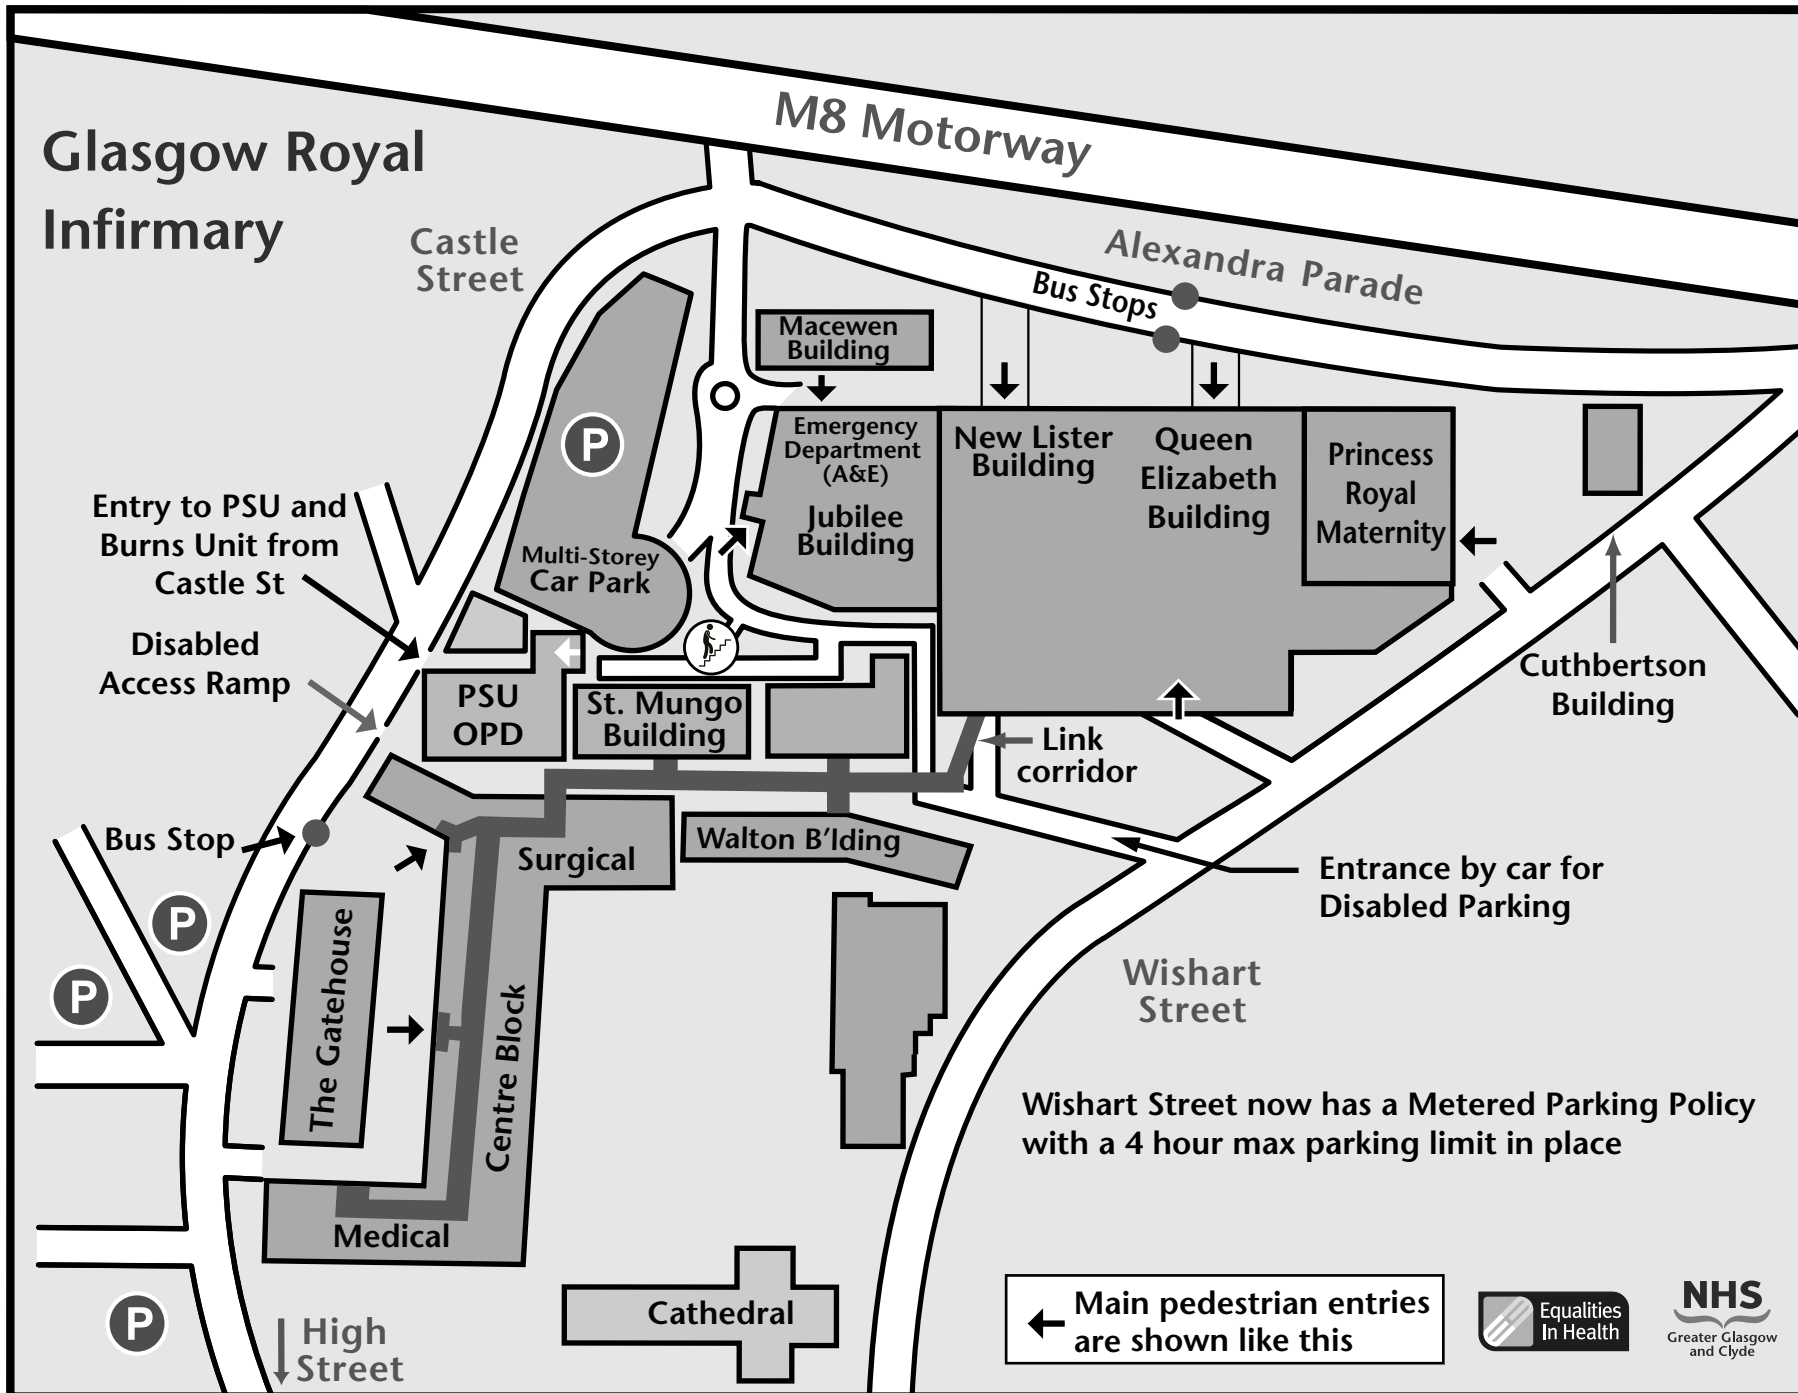 M8 Motorway
Glasgow Royal
Infirmary
Castle
Street
Alexandra Parade
Bus Stops
Macewen
Building
P
Emergency
Department
(A&E)
Jubilee
Building
New Lister
Building
Queen
Elizabeth
Building
Princess
Royal
Maternity
Entry to PSU and
Burns Unit from
Castle St
Multi-Storey
Car Park
Disabled
Access Ramp
PSU
OPD
St. Mungo
Building
Link
corridor
Cuthbertson
Building
Bus Stop
Surgical
Walton B'lding
Entrance by car for
Disabled Parking
P
P
The Gatehouse
Centre Block
Wishart
Street
Wishart Street now has a Metered Parking Policy
with a 4 hour max parking limit in place
Medical
P
High
Street
Cathedral
Main pedestrian entries
are shown like this
Equalities
In Health
NHS
Greater Glasgow
and Clyde